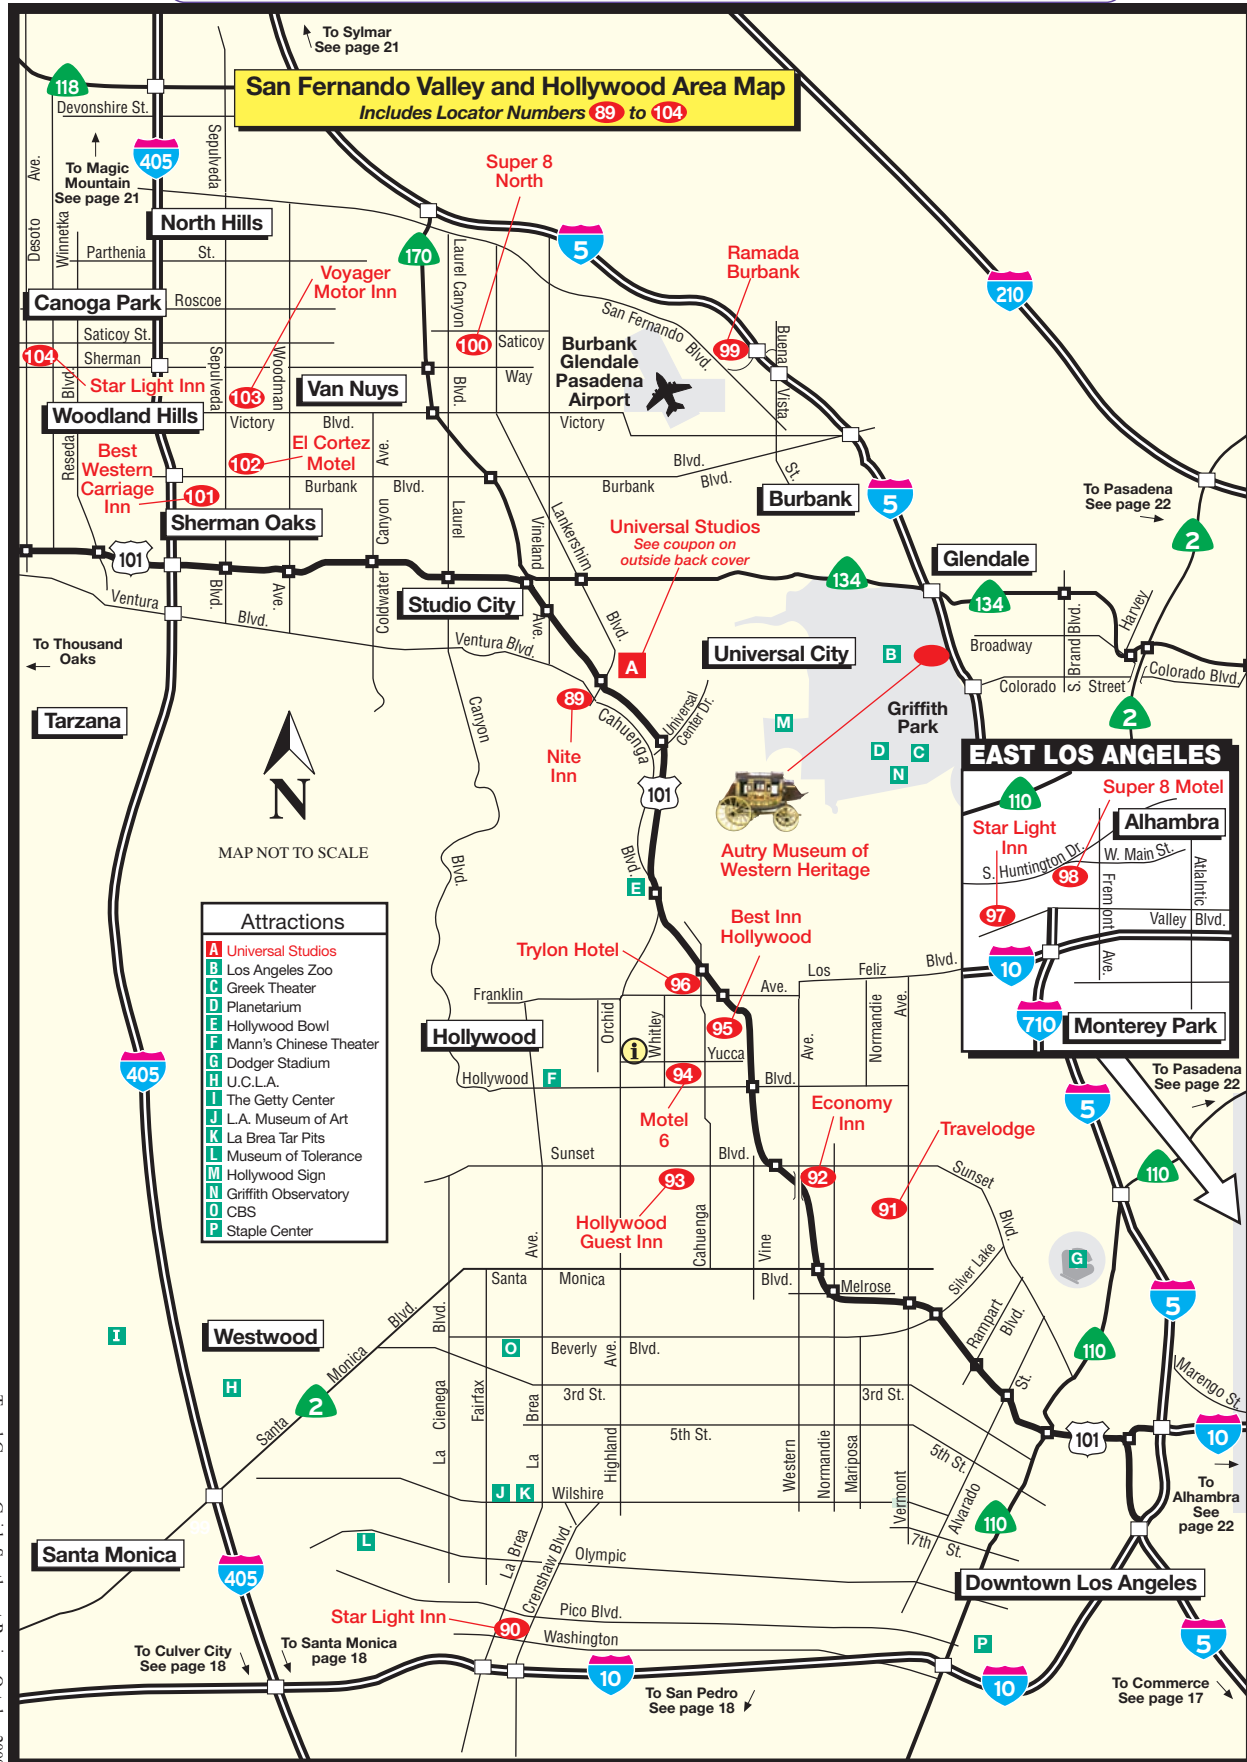 To Sylmar
See page 21
118
San Fernando Valley and Hollywood Area Map
Includes Locator Numbers 89 to 104
Devonshire St.
405
Sepulveda
Ave.
Desoto
Winnetka
To Magic
Mountain
See page 21
Super 8
North
North Hills
Parthenia St.
170
5
Laurel Canyon
Blvd.
Ramada
Burbank
210
Voyager
Motor Inn
Canoga Park
Roscoe
Saticoy St.
Sherman
104
Star Light Inn
Blvd.
Reseda
100
Saticoy
Way
San Fernando Blvd.
99
Buena
Vista
St.
Burbank
Glendale
Pasadena
Airport
Sepulveda
Woodman
Van Nuys
103
Woodland Hills
Victory Blvd.
Victory
Blvd.
Best
Western
Carriage
Inn
102
El Cortez
Motel
Ave.
101
Burbank Blvd.
Burbank
Blvd.
Burbank
5
To Pasadena
See page 22
2
Sherman Oaks
Canyon
Coldwater
Laurel
Vineland
Ave.
Lankershim
Blvd.
Universal Studios
See coupon on
outside back cover
101
Glendale
134
134
Ventura
Blvd.
Blvd.
Ave.
Studio City
Ventura Blvd.
Harvey
S. Brand Blvd.
Broadway
To Thousand
Oaks
A
Universal City
B
Colorado Street
Colorado Blvd.
Tarzana
Canyon
Blvd.
89
Nite
Inn
Cahuenga
Blvd.
Universal
Center Dr.
M
Griffith
Park
D
C
N
2
N
MAP NOT TO SCALE
101
Autry Museum of
Western Heritage
EAST LOS ANGELES
110
Super 8 Motel
Star Light
Inn
Alhambra
S. Huntington Dr.
W. Main St.
98
97
Fremont
Ave.
Atlalntic
Valley Blvd.
10
710
Monterey Park
E
Attractions
A Universal Studios
B Los Angeles Zoo
C Greek Theater
D Planetarium
E Hollywood Bowl
F Mann's Chinese Theater
G Dodger Stadium
H U.C.L.A.
I The Getty Center
J L.A. Museum of Art
K La Brea Tar Pits
L Museum of Tolerance
M Hollywood Sign
N Griffith Observatory
O CBS
P Staple Center
Best Inn
Hollywood
Trylon Hotel
96
Los Feliz Blvd.
Franklin
Ave.
Orchid
Whitley
95
Hollywood
i
Yucca
Ave.
Normandie
Ave.
405
Hollywood
F
94
Blvd.
Motel
6
Economy
Inn
Travelodge
5
To Pasadena
See page 22
Sunset
Blvd.
Sunset
Blvd.
93
92
91
110
Hollywood
Guest Inn
Ave.
Cahuenga
Vine
Santa Monica
Blvd.
Melrose
Silver Lake
G
5
I
Westwood
Blvd.
Blvd.
Monica
Santa
O
Beverly
Ave.
Blvd.
Rampart
Blvd.
110
H
2
Cienega
La
Fairfax
Brea
La
3rd St.
3rd St.
St.
Marengo St.
5th St.
5th St.
Highland
Western
Normandie
Mariposa
Vermont
101
10
J
K
Wilshire
Alvarado
To
Alhambra
See
page 22
110
Santa Monica
L
405
La Brea
Crenshaw Blvd.
Olympic
7th
St.
Downtown Los Angeles
Star Light Inn
90
Pico Blvd.
Washington
P
5
To Culver City
See page 18
To Santa Monica
page 18
10
10
To San Pedro
See page 18
To Commerce
See page 17